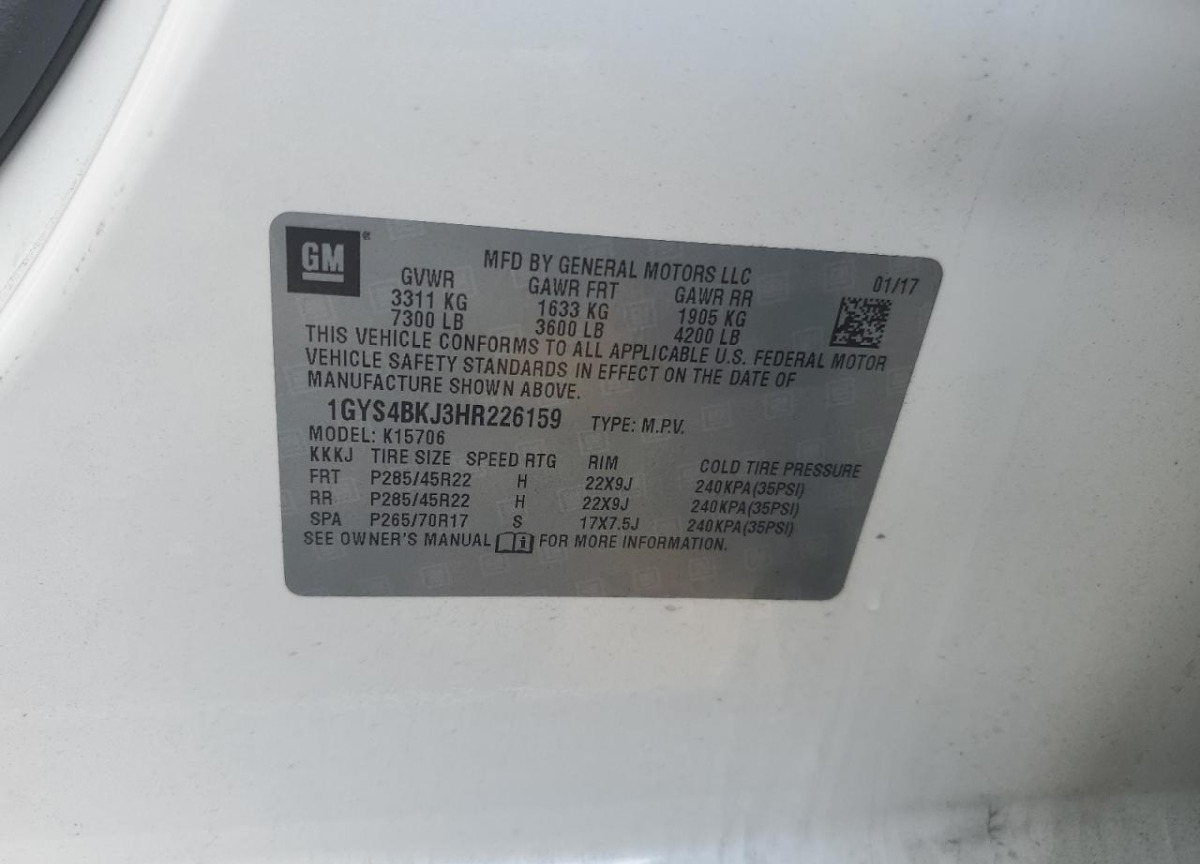 GM®
MFD BY GENERAL MOTORS LLC
01/17
GVWR GAWR FRT GAWR RR
3311 KG 1633 KG 1905 KG
7300 LB 3600 LB 4200 LB
THIS VEHICLE CONFORMS TO ALL APPLICABLE U.S. FEDERAL MOTOR
VEHICLE SAFETY STANDARDS IN EFFECT ON THE DATE OF
MANUFACTURE SHOWN ABOVE.
1GYS4BKJ3HR226159 TYPE: M.P.V.
MODEL: K15706
KKKJ TIRE SIZE SPEED RTG RIM COLD TIRE PRESSURE
FRT P285/45R22 H 22X9J 240KPA(35PSI)
RR P285/45R22 H 22X9J 240KPA(35PSI)
SPA P265/70R17 S 17X7.5J 240KPA(35PSI)
SEE OWNER'S MANUAL FOR MORE INFORMATION.